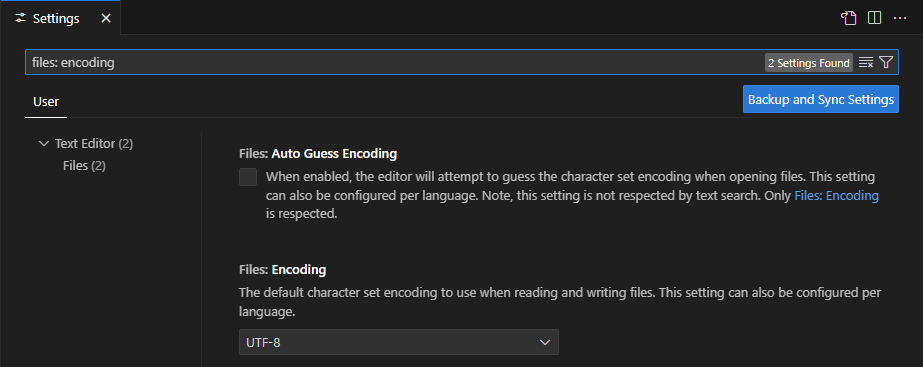 Settings
files: encoding
2 Settings Found
User
Backup and Sync Settings
Text Editor (2)
Files (2)
Files: Auto Guess Encoding
When enabled, the editor will attempt to guess the character set encoding when opening files. This setting
can also be configured per language. Note, this setting is not respected by text search. Only Files: Encoding
is respected.
Files: Encoding
The default character set encoding to use when reading and writing files. This setting can also be configured per
language.
UTF-8